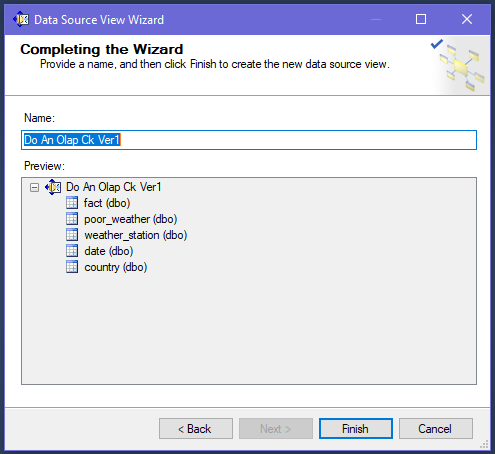 Data Source View Wizard
Completing the Wizard
Provide a name, and then click Finish to create the new data source view.
Name:
Do An Olap Ck Ver1
Preview:
Do An Olap Ck Ver1
fact (dbo)
poor_weather (dbo)
weather_station (dbo)
date (dbo)
country (dbo)
< Back
Next >
Finish
Cancel